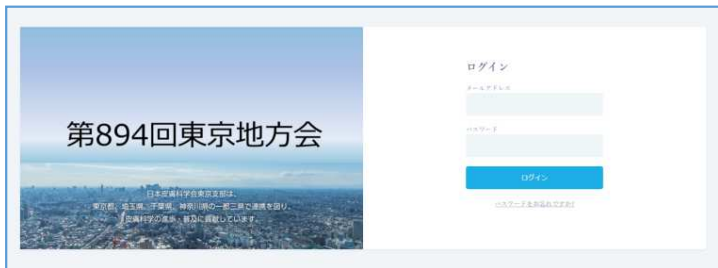 第894回東京地方会
日本皮膚科学会東京支部は、
東京都、埼玉県、千葉県、神奈川県の一都三県で連携を図り、
皮膚科学の進歩・普及に貢献しています。
ログイン
メールアドレス
パスワード
ログイン
パスワードをお忘れですか?